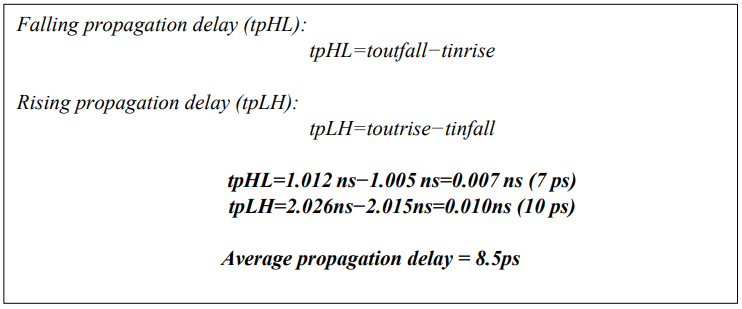 Falling propagation delay (tpHL):
tpHL=toutfall−tinrise
Rising propagation delay (tpLH):
tpLH=toutrise−tinfall
tpHL=1.012 ns−1.005 ns=0.007 ns (7 ps)
tpLH=2.026ns−2.015ns=0.010ns (10 ps)
Average propagation delay = 8.5ps